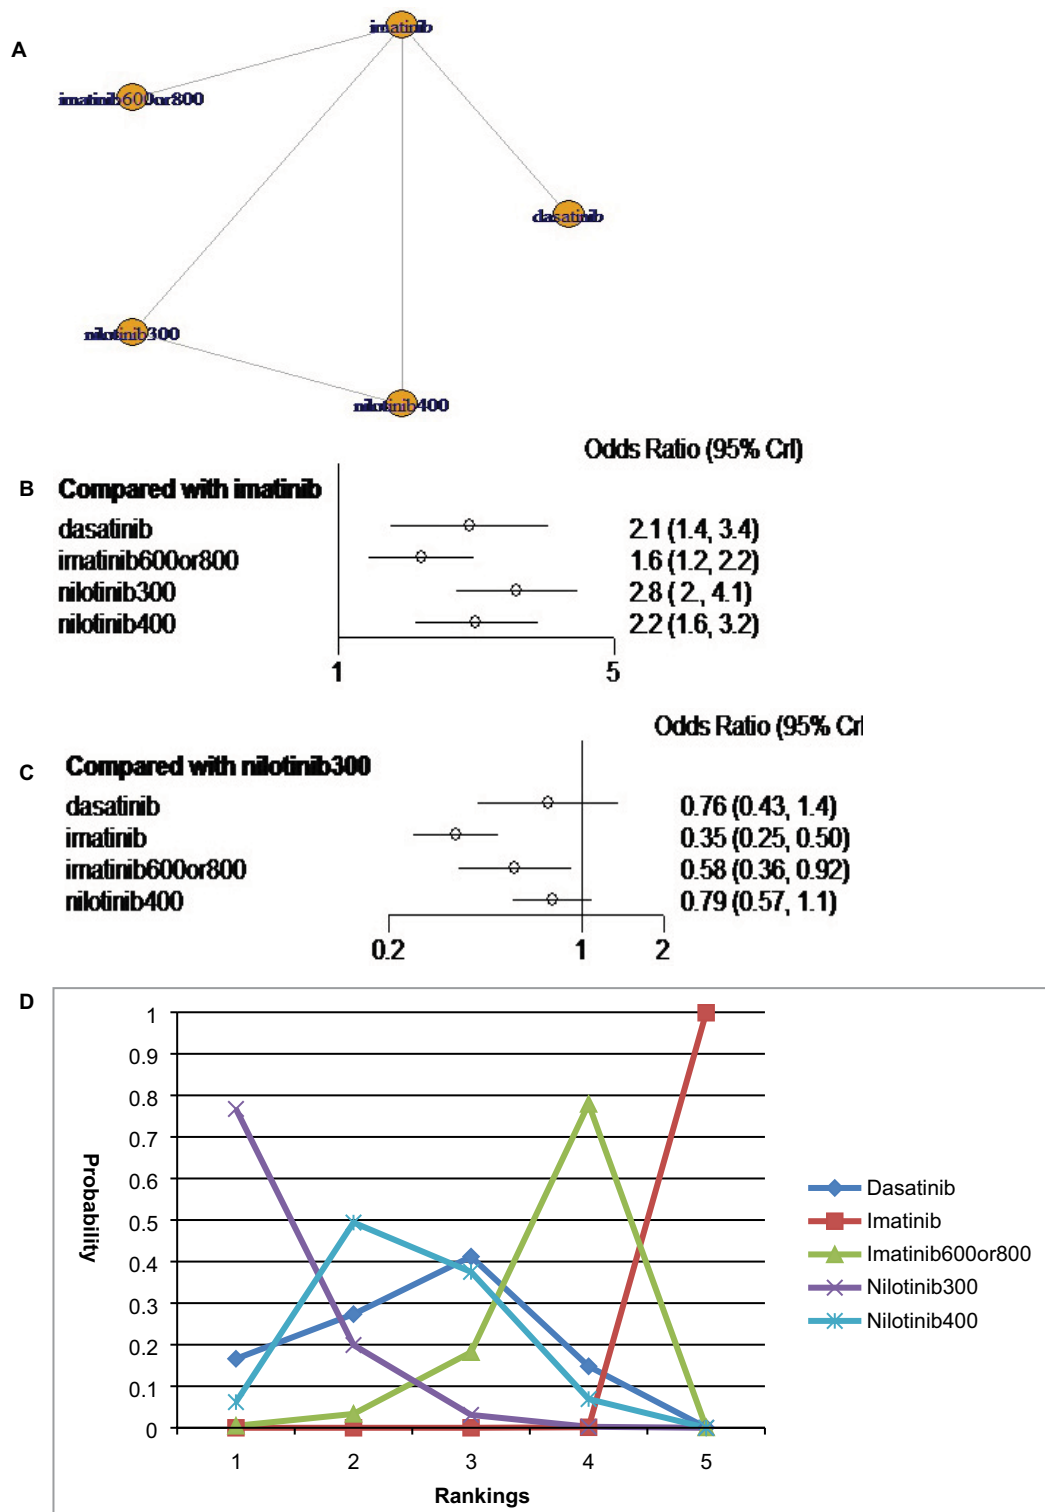 A
imatinib
imatinib600or800
dasatinib
nilotinib300
nilotinib400
B
Odds Ratio (95% CrI)
Compared with imatinib
dasatinib 2.1 (1.4, 3.4)
imatinib600or800 1.6 (1.2, 2.2)
nilotinib300 2.8 ( 2., 4.1)
nilotinib400 2.2 (1.6, 3.2)
1 5
Odds Ratio (95% CrI
C
Compared with nilotinib300
dasatinib 0.76 (0.43, 1.4)
imatinib 0.35 (0.25, 0.50)
imatinib600or800 0.58 (0.36, 0.92)
nilotinib400 0.79 (0.57, 1.1)
0.2 1 2
D
1
0.9
0.8
0.7
0.6
0.5
0.4
0.3
0.2
0.1
0
Probability
1 2 3 4 5
Rankings
Dasatinib
Imatinib
Imatinib600or800
Nilotinib300
Nilotinib400